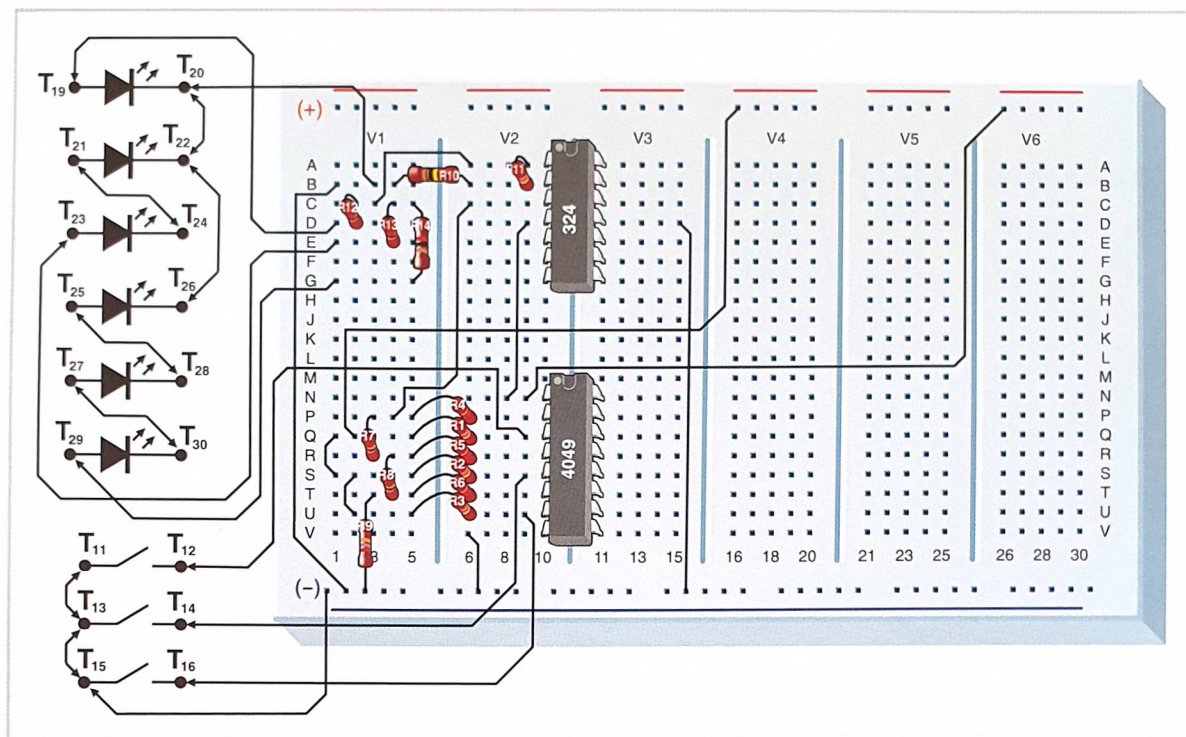 T19 T20
T21 T22
T23 T24
T25 T26
T27 T28
T29 T30
T11 T12
T13 T14
T15 T16
(+)
V1 V2 V3 V4 V5 V6
A A
B B
C C
D D
E E
F F
G G
H H
J J
K K
L L
M M
N N
P P
Q Q
R R
S S
T T
U U
V V
R10
R11
R12
R13
R14
324
R4
R1
R5
R2
R6
R3
R7
R8
R9
4049
1 3 5 6 8 10 11 13 15 16 18 20 21 23 25 26 28 30
(-)